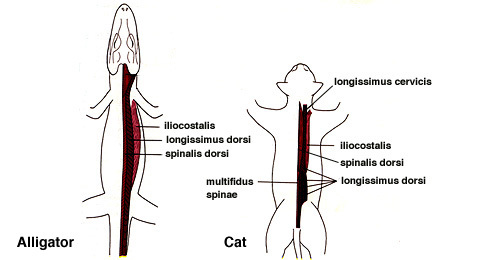 longissimus cervicis
iliocostalis
longissimus dorsi
spinalis dorsi
iliocostalis
spinalis dorsi
multifidus
spinae
longissimus dorsi
Alligator
Cat